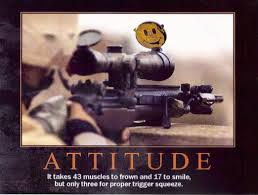 ATTITUDE
It takes 43 muscles to frown and 17 to smile,
but only three for proper trigger squeeze.